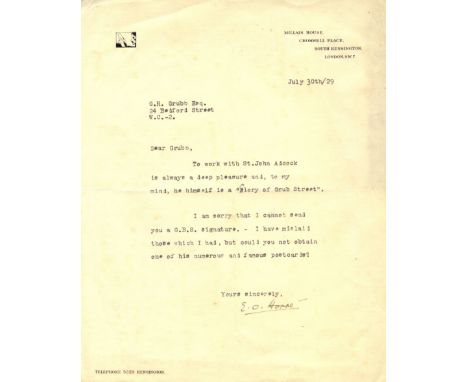 MILLAIS HOUSE,
CROMWELL PLACE,
SOUTH KENSINGTON,
LONDON, S.W.7.
July 30th/29
G.H. Grubb Esq.
24 Bedford Street
W.C.-2.
Dear Grubb,
To work with St.John Adcock
is always a deep pleasure and, to my
mind, he himself is a "Glory of Grub Street".
I am sorry that I cannot send
you a G.B.S. signature. - I have mislaid
those which I had, but could you not obtain
one of his numerous and famous postcards?
Yours sincerely,
E. O. Hoppé
TELEPHONE KENSINGTON.